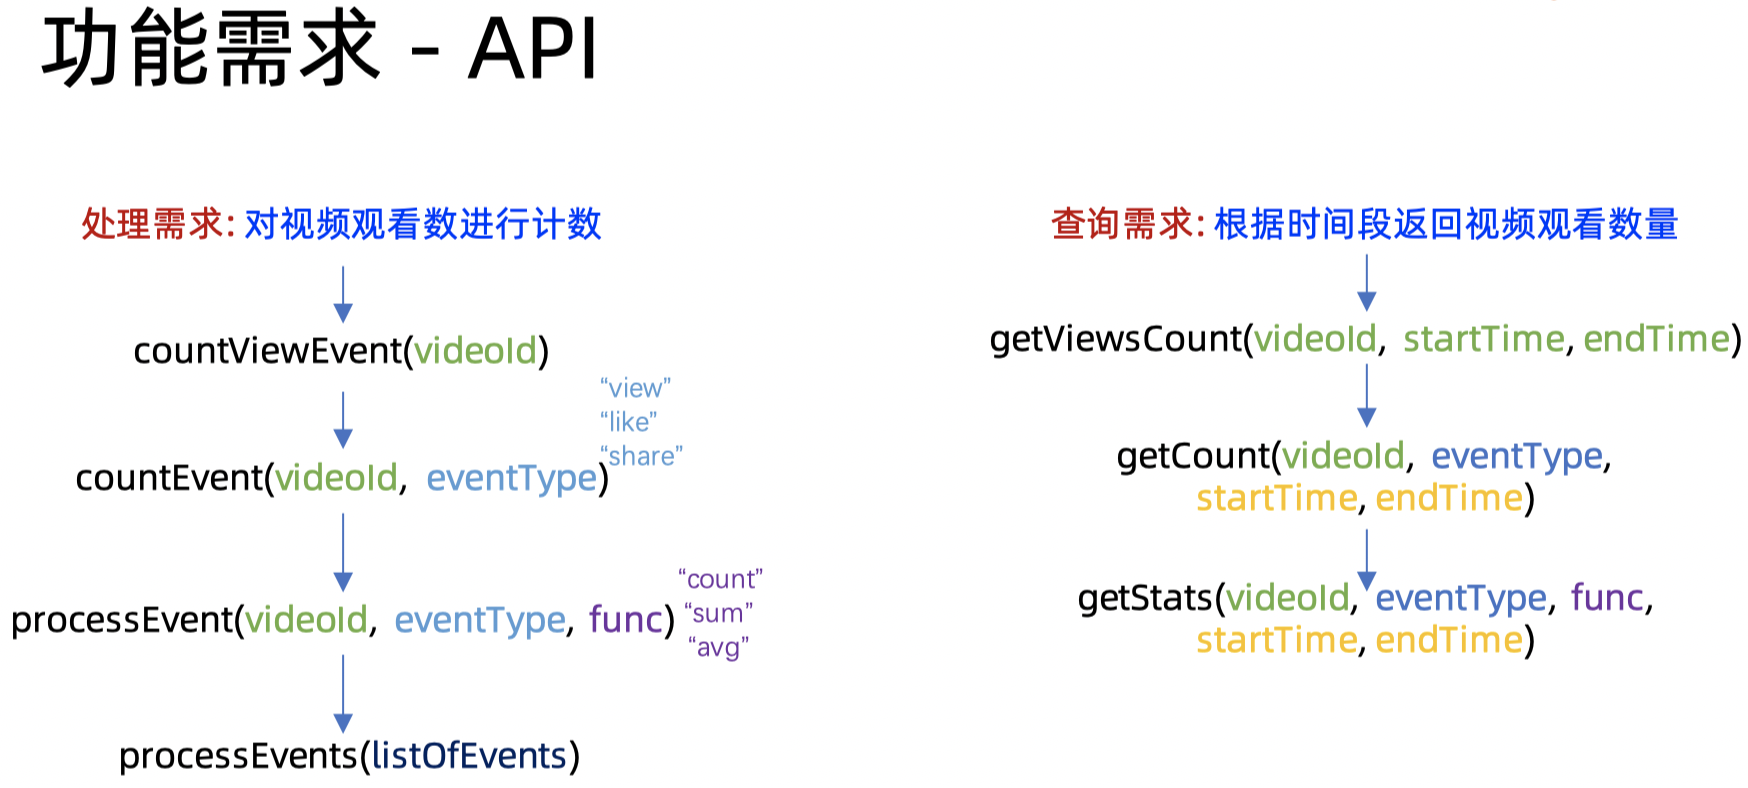 功能需求 - API
处理需求: 对视频观看数进行计数
countViewEvent(videoId)
“view”
“like”
“share”
countEvent(videoId, eventType)
“count”
“sum”
“avg”
processEvent(videoId, eventType, func)
processEvents(listOfEvents)
查询需求: 根据时间段返回视频观看数量
getViewsCount(videoId, startTime, endTime)
getCount(videoId, eventType,
startTime, endTime)
getStats(videoId, eventType, func,
startTime, endTime)